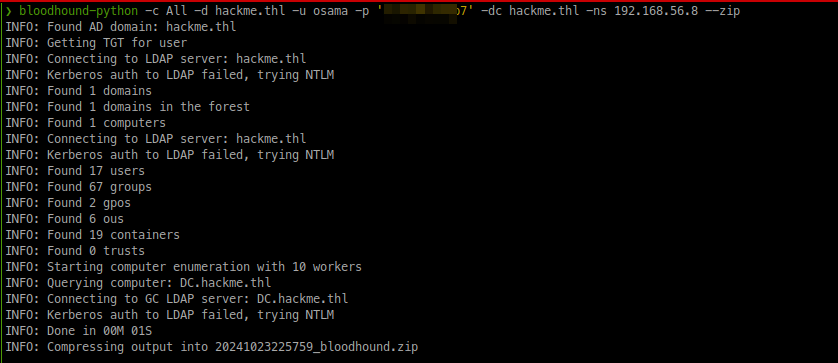 ❯ bloodhound-python -c All -d hackme.thl -u osama -p ' b7' -dc hackme.thl -ns 192.168.56.8 --zip
INFO: Found AD domain: hackme.thl
INFO: Getting TGT for user
INFO: Connecting to LDAP server: hackme.thl
INFO: Kerberos auth to LDAP failed, trying NTLM
INFO: Found 1 domains
INFO: Found 1 domains in the forest
INFO: Found 1 computers
INFO: Connecting to LDAP server: hackme.thl
INFO: Kerberos auth to LDAP failed, trying NTLM
INFO: Found 17 users
INFO: Found 67 groups
INFO: Found 2 gpos
INFO: Found 6 ous
INFO: Found 19 containers
INFO: Found 0 trusts
INFO: Starting computer enumeration with 10 workers
INFO: Querying computer: DC.hackme.thl
INFO: Connecting to GC LDAP server: DC.hackme.thl
INFO: Kerberos auth to LDAP failed, trying NTLM
INFO: Done in 00M 01S
INFO: Compressing output into 20241023225759_bloodhound.zip